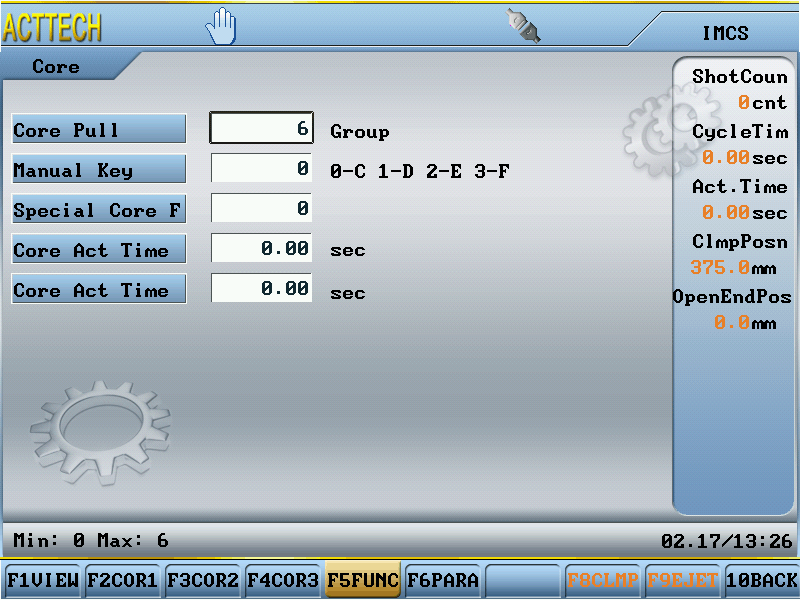 ACTTECH
IMCS
Core
Core Pull 6 Group
Manual Key 0 0-C 1-D 2-E 3-F
Special Core F 0
Core Act Time 0.00 sec
Core Act Time 0.00 sec
ShotCoun
0cnt
CycleTim
0.00sec
Act.Time
0.00sec
ClmpPosn
375.0mm
OpenEndPos
0.0mm
Min: 0 Max: 6 02.17/13:26
F1VIEW F2COR1 F3COR2 F4COR3 F5FUNC F6PARA F8CLMP F9EJET 10BACK